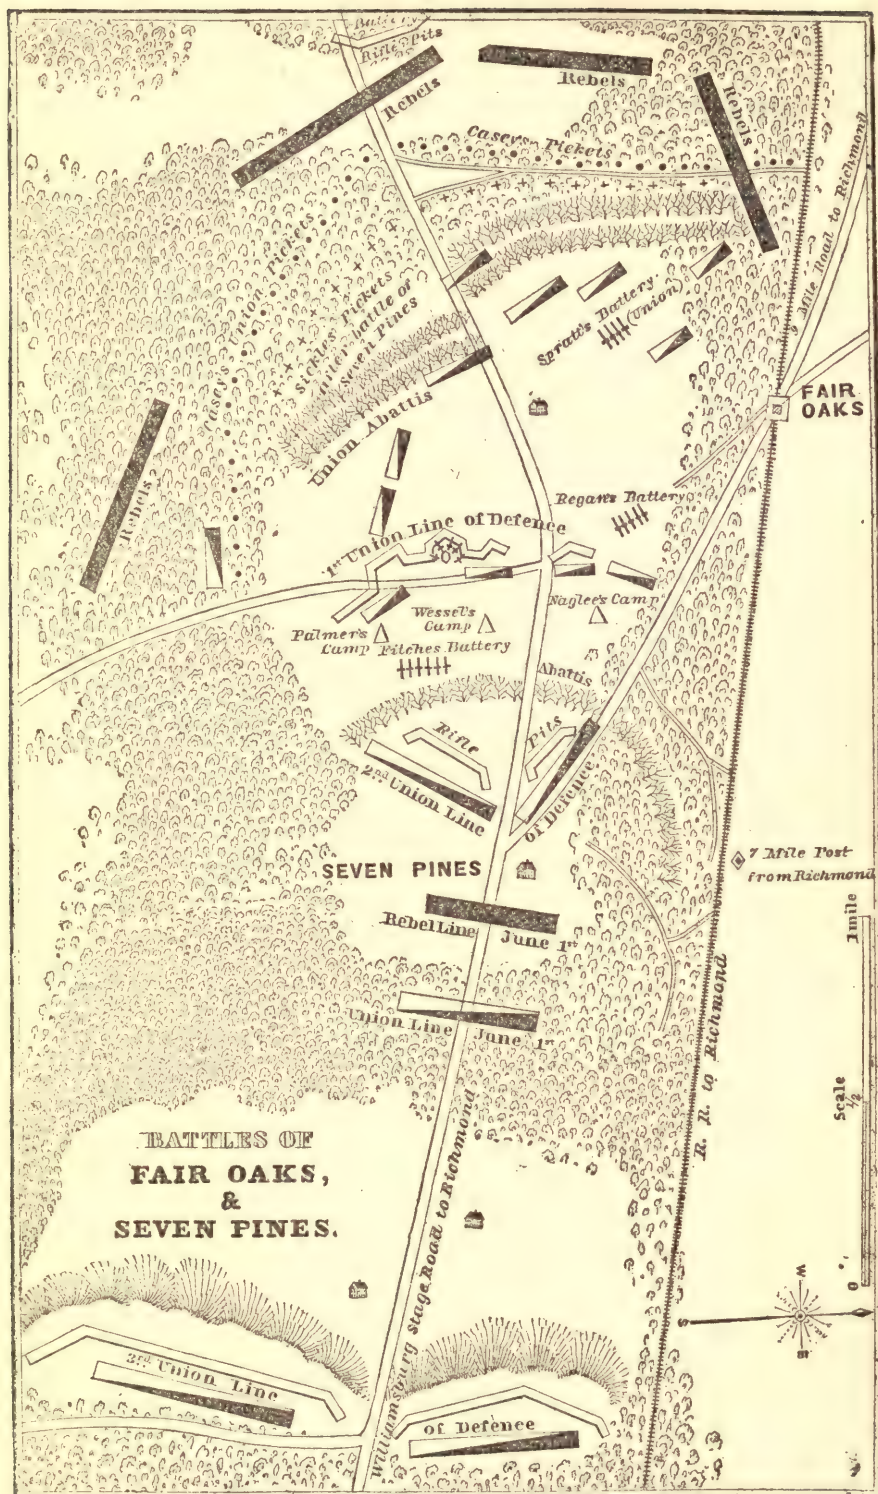 Battery
Rifle Pits
Rebels
Rebels
Rebels
Casey's Pickets
9 Mile Road to Richmond
Casey's Union Pickets
Sickles' Pickets
after battle of
Seven Pines
Spratt's Battery
(Union)
Union Abattis
FAIR
OAKS
Rebels
Regan's Battery
1st Union Line of Defence
Palmer's
Camp
Wessel's
Camp
Naglee's Camp
Fitches Battery
Abattis
Rifle
Pits
2nd Union Line
of Defence
SEVEN PINES
7 Mile Post
from Richmond
Rebel Line June 1st
Union Line June 1st
R. R. to Richmond
1 mile
Scale
1/2
0
BATTLES OF
FAIR OAKS,
&
SEVEN PINES.
Williamsburg Stage Road to Richmond
W
S
E
3rd Union Line
of Defence